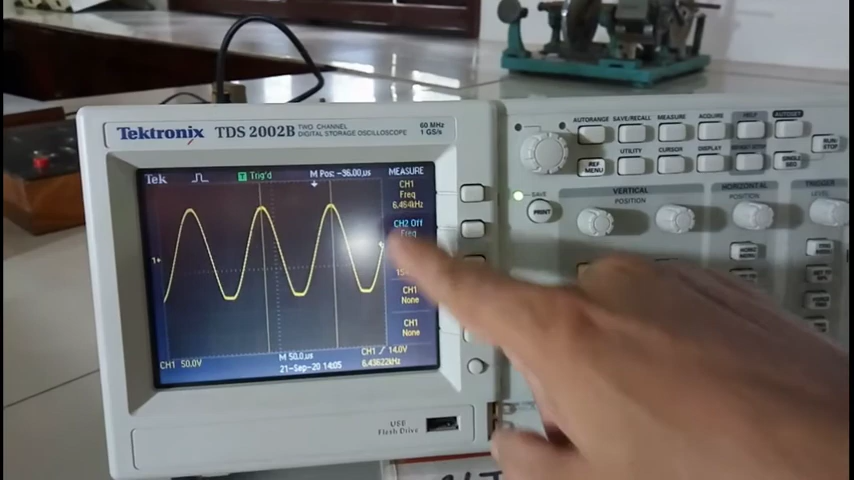 Tektronix TDS 2002B TWO CHANNEL DIGITAL STORAGE OSCILLOSCOPE 60 MHz 1 GS/s
Tek Trig'd M Pos: -36.00µs MEASURE
CH1
Freq
6.464kHz
CH2 Off
Freq
CH1
None
CH1
None
CH1 50.0V M 50.0µs CH1 14.0V
21-Sep-20 14:05 6.43622kHz
USB
Flash Drive
AUTORANGE SAVE/RECALL MEASURE ACQUIRE HELP AUTOSET
UTILITY CURSOR DISPLAY
REF MENU
SINGLE SEQ
RUN/STOP
SAVE
PRINT
VERTICAL HORIZONTAL TRIGGER
POSITION POSITION